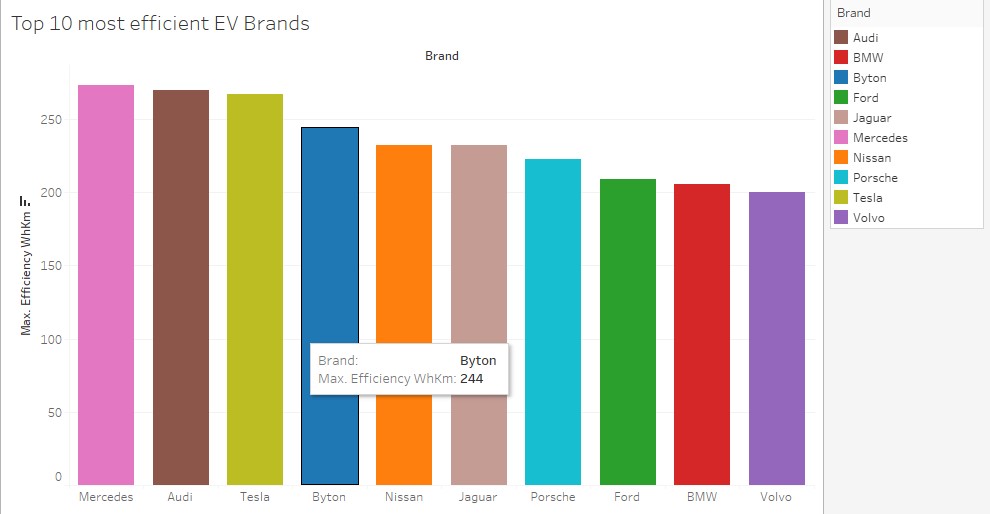 Top 10 most efficient EV Brands
Brand
Max. Efficiency WhKm
250
200
150
100
50
0
Brand: Byton
Max. Efficiency WhKm: 244
Mercedes Audi Tesla Byton Nissan Jaguar Porsche Ford BMW Volvo
Brand
Audi
BMW
Byton
Ford
Jaguar
Mercedes
Nissan
Porsche
Tesla
Volvo